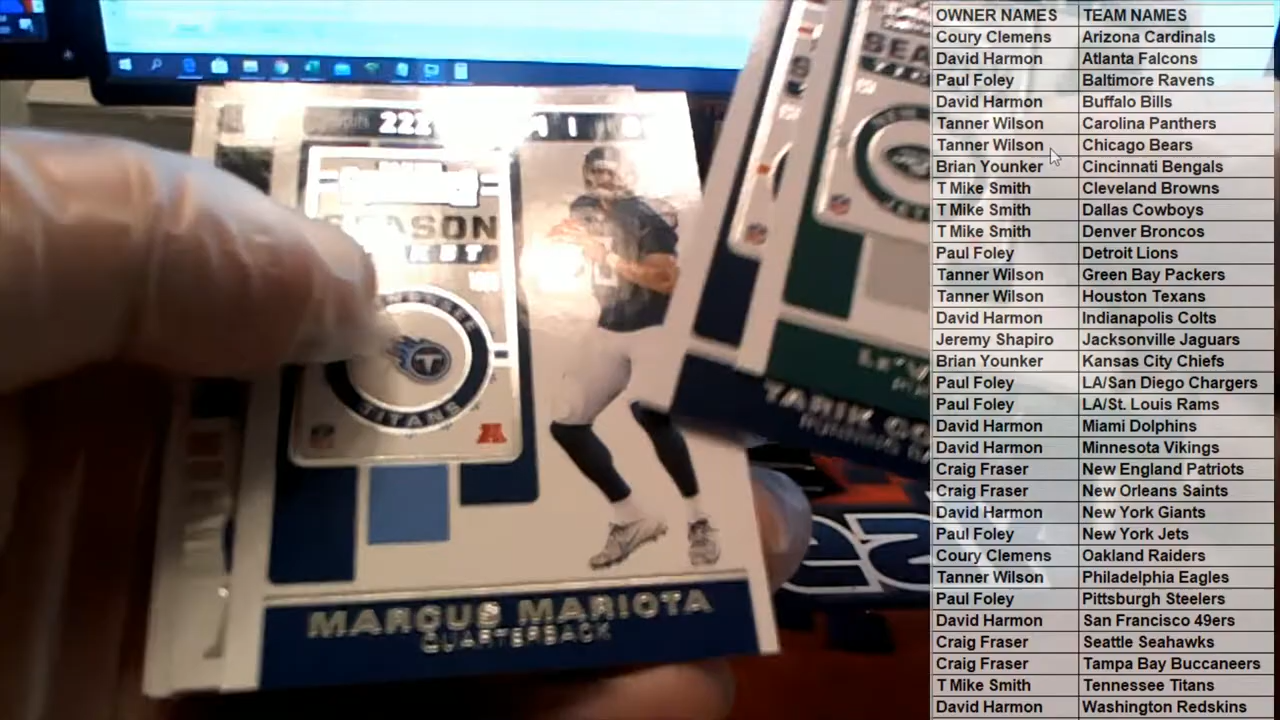 222
SEASON
TITANS
T
MARCUS MARIOTA
QUARTERBACK
SEA
JETS
TARIK CO
OWNER NAMES TEAM NAMES
Coury Clemens Arizona Cardinals
David Harmon Atlanta Falcons
Paul Foley Baltimore Ravens
David Harmon Buffalo Bills
Tanner Wilson Carolina Panthers
Tanner Wilson Chicago Bears
Brian Younker Cincinnati Bengals
T Mike Smith Cleveland Browns
T Mike Smith Dallas Cowboys
T Mike Smith Denver Broncos
Paul Foley Detroit Lions
Tanner Wilson Green Bay Packers
Tanner Wilson Houston Texans
David Harmon Indianapolis Colts
Jeremy Shapiro Jacksonville Jaguars
Brian Younker Kansas City Chiefs
Paul Foley LA/San Diego Chargers
Paul Foley LA/St. Louis Rams
David Harmon Miami Dolphins
David Harmon Minnesota Vikings
Craig Fraser New England Patriots
Craig Fraser New Orleans Saints
David Harmon New York Giants
Paul Foley New York Jets
Coury Clemens Oakland Raiders
Tanner Wilson Philadelphia Eagles
Paul Foley Pittsburgh Steelers
David Harmon San Francisco 49ers
Craig Fraser Seattle Seahawks
Craig Fraser Tampa Bay Buccaneers
T Mike Smith Tennessee Titans
David Harmon Washington Redskins